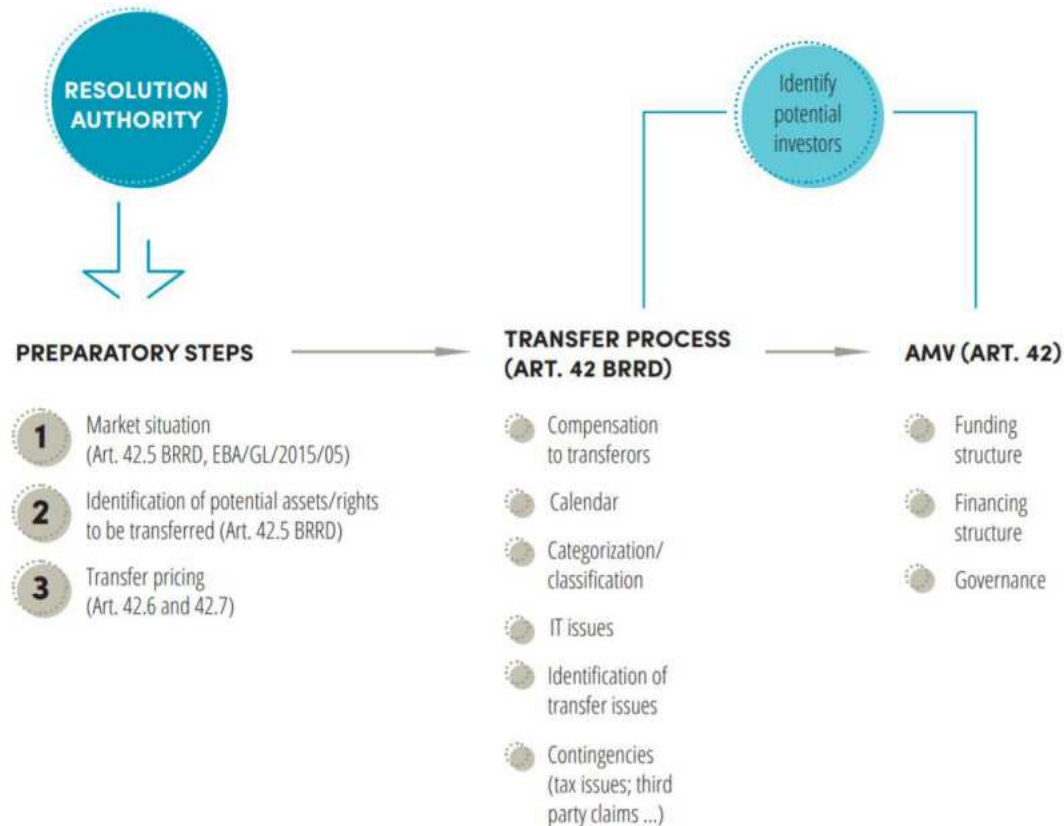 RESOLUTION
AUTHORITY
Identify
potential
investors
PREPARATORY STEPS
1
Market situation
(Art. 42.5 BRRD, EBA/GL/2015/05)
2
Identification of potential assets/rights
to be transferred (Art. 42.5 BRRD)
3
Transfer pricing
(Art. 42.6 and 42.7)
TRANSFER PROCESS
(ART. 42 BRRD)
Compensation
to transferors
Calendar
Categorization/
classification
IT issues
Identification of
transfer issues
Contingencies
(tax issues; third
party claims ...)
AMV (ART. 42)
Funding
structure
Financing
structure
Governance